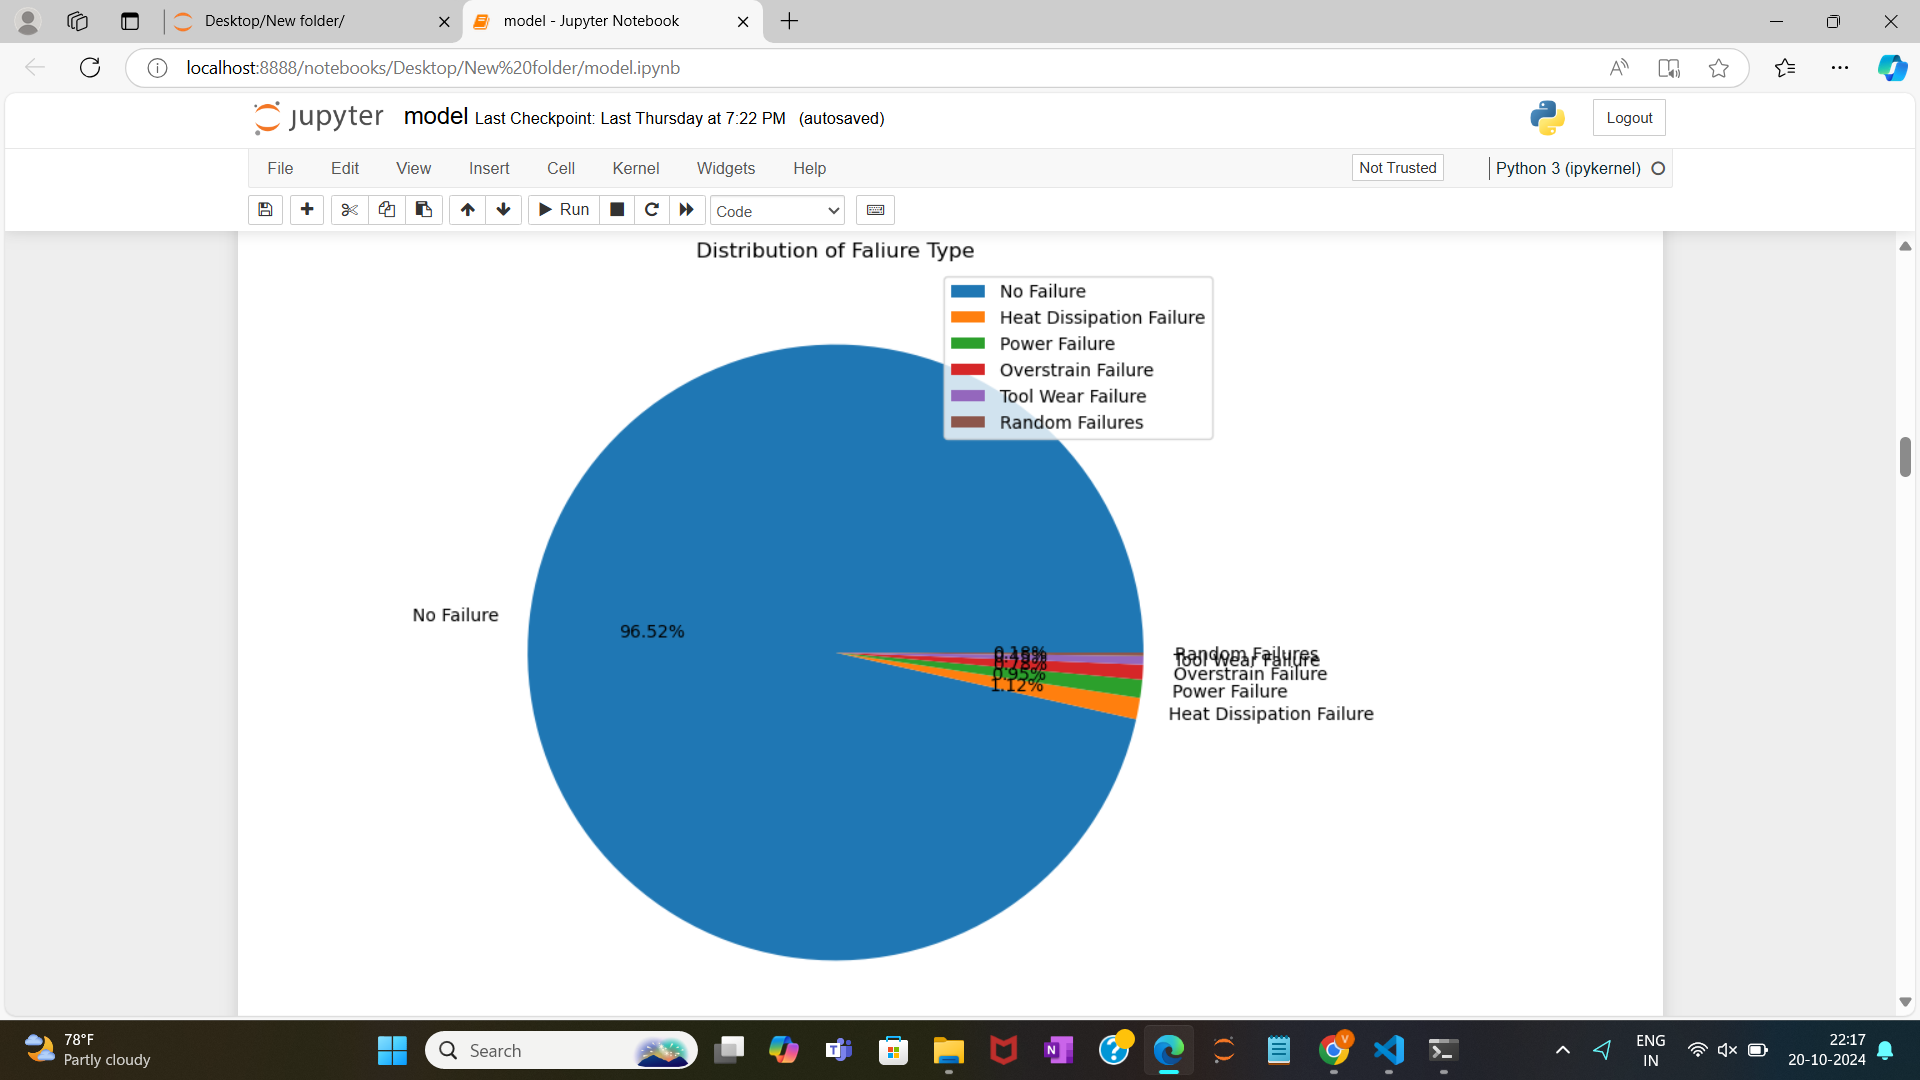 Desktop/New folder/
model - Jupyter Notebook
localhost:8888/notebooks/Desktop/New%20folder/model.ipynb
jupyter model Last Checkpoint: Last Thursday at 7:22 PM (autosaved)
Logout
File Edit View Insert Cell Kernel Widgets Help
Not Trusted
Python 3 (ipykernel)
Run
Code
Distribution of Faliure Type
No Failure
Heat Dissipation Failure
Power Failure
Overstrain Failure
Tool Wear Failure
Random Failures
No Failure
96.52%
0.18%
0.45%
0.78%
0.95%
1.12%
Random Failures
Tool Wear Failure
Overstrain Failure
Power Failure
Heat Dissipation Failure
78°F
Partly cloudy
Search
ENG
IN
22:17
20-10-2024